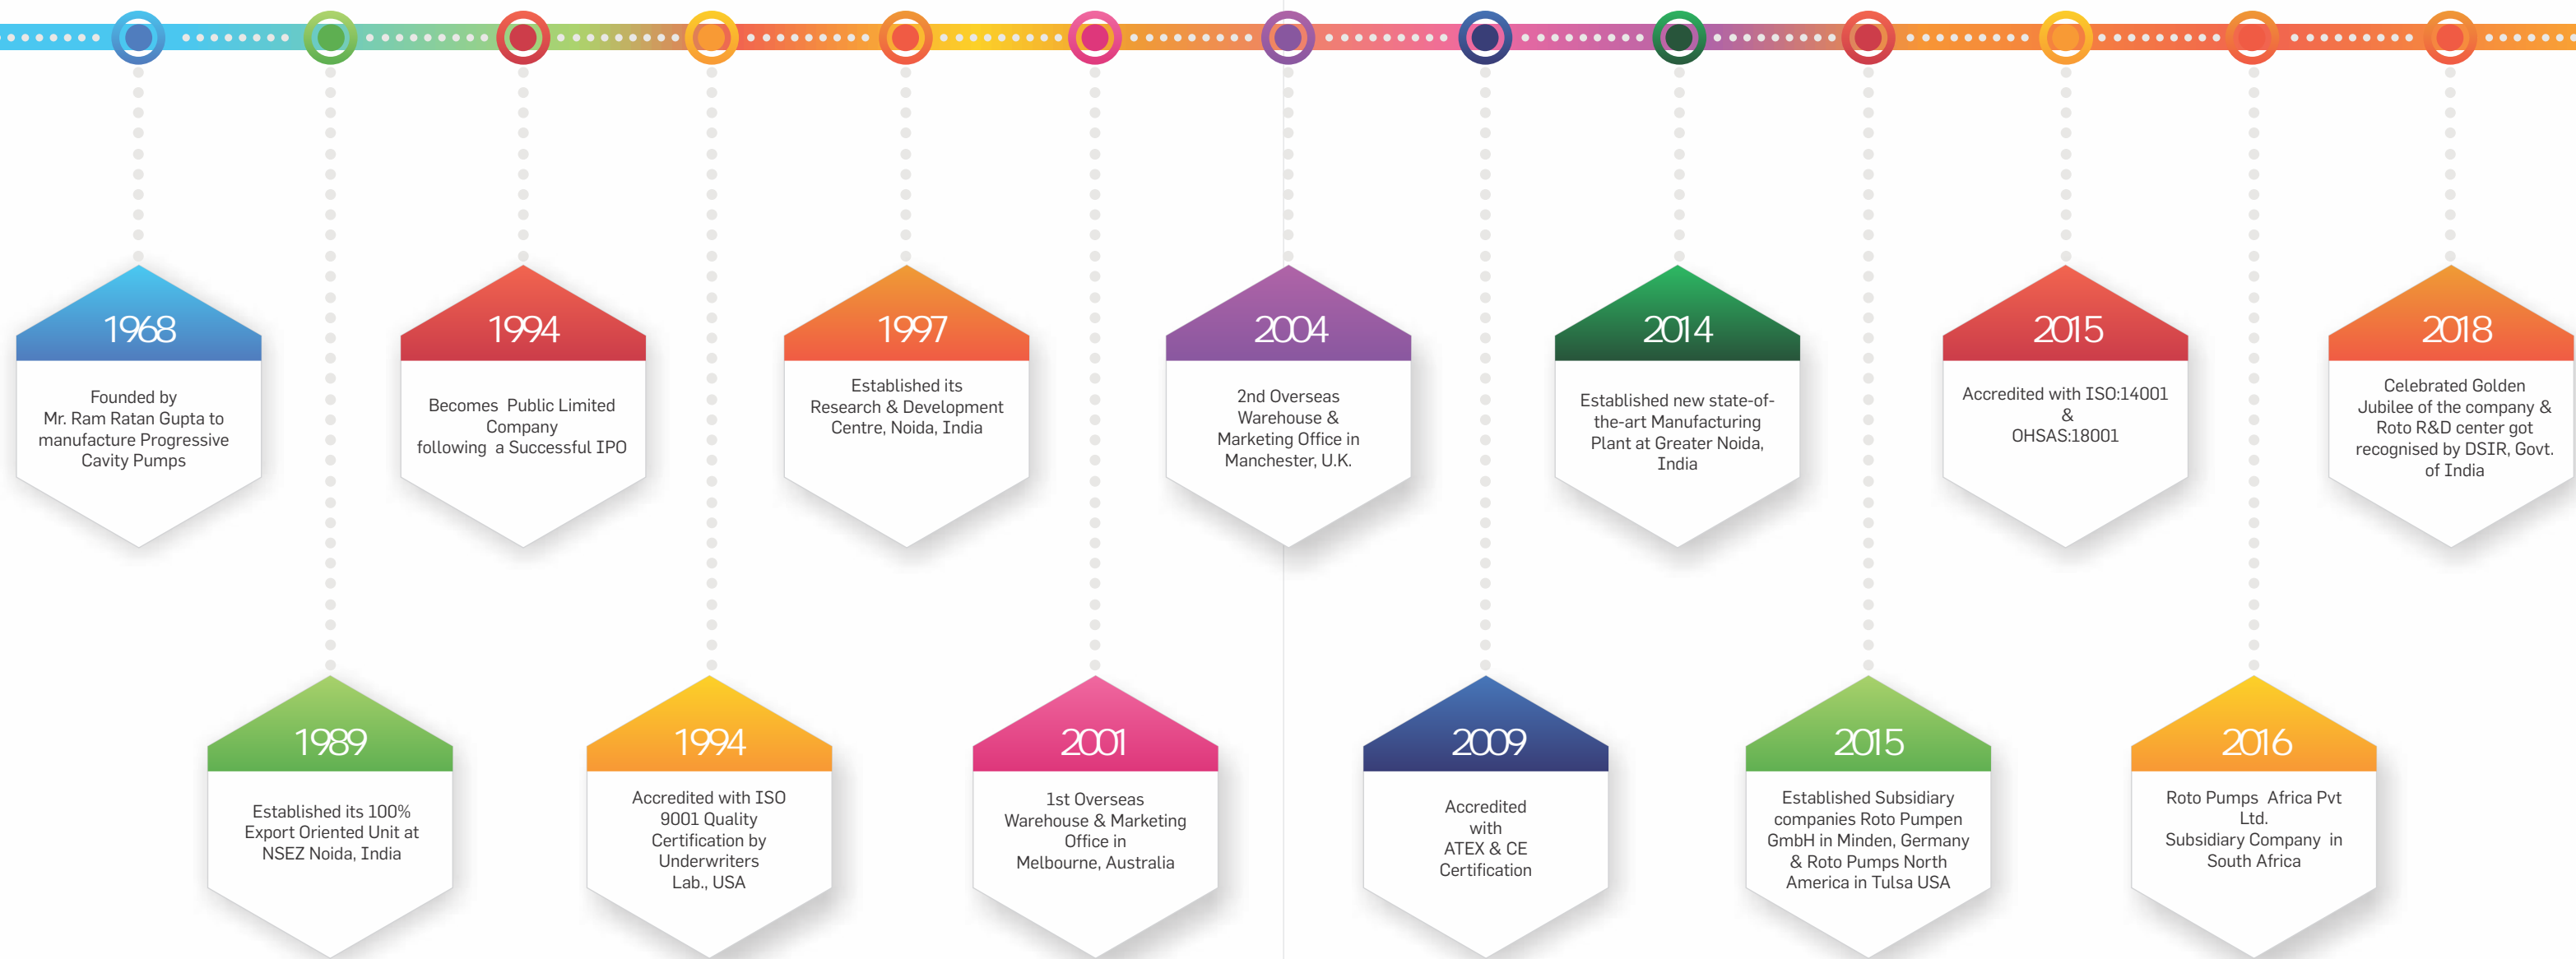 1968
Founded by
Mr. Ram Ratan Gupta to
manufacture Progressive
Cavity Pumps
1989
Established its 100%
Export Oriented Unit at
NSEZ Noida, India
1994
Becomes Public Limited
Company
following a Successful IPO
1994
Accredited with ISO
9001 Quality
Certification by
Underwriters
Lab., USA
1997
Established its
Research & Development
Centre, Noida, India
2001
1st Overseas
Warehouse & Marketing
Office in
Melbourne, Australia
2004
2nd Overseas
Warehouse &
Marketing Office in
Manchester, U.K.
2009
Accredited
with
ATEX & CE
Certification
2014
Established new state-of-
the-art Manufacturing
Plant at Greater Noida,
India
2015
Established Subsidiary
companies Roto Pumpen
GmbH in Minden, Germany
& Roto Pumps North
America in Tulsa USA
2015
Accredited with ISO:14001
&
OHSAS:18001
2016
Roto Pumps Africa Pvt
Ltd.
Subsidiary Company in
South Africa
2018
Celebrated Golden
Jubilee of the company &
Roto R&D center got
recognised by DSIR, Govt.
of India